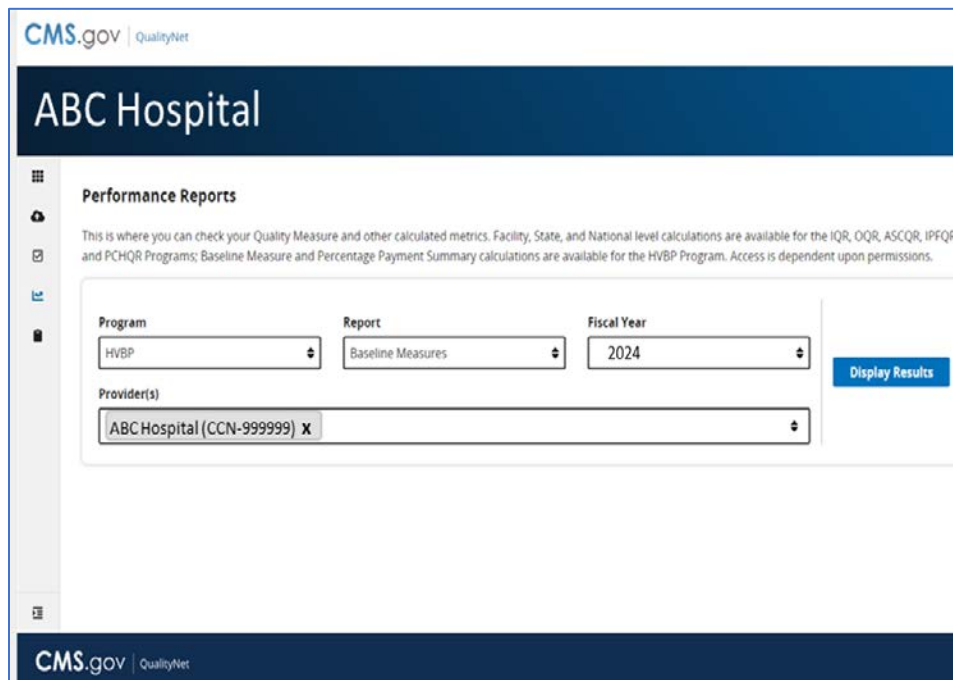 CMS.gov QualityNet
ABC Hospital
Performance Reports
This is where you can check your Quality Measure and other calculated metrics. Facility, State, and National level calculations are available for the IQR, OQR, ASCQR, IPFQR
and PCHQR Programs; Baseline Measure and Percentage Payment Summary calculations are available for the HVBP Program. Access is dependent upon permissions.
Program Report Fiscal Year
HVBP Baseline Measures 2024
Display Results
Provider(s)
ABC Hospital (CCN-999999) x
CMS.gov QualityNet